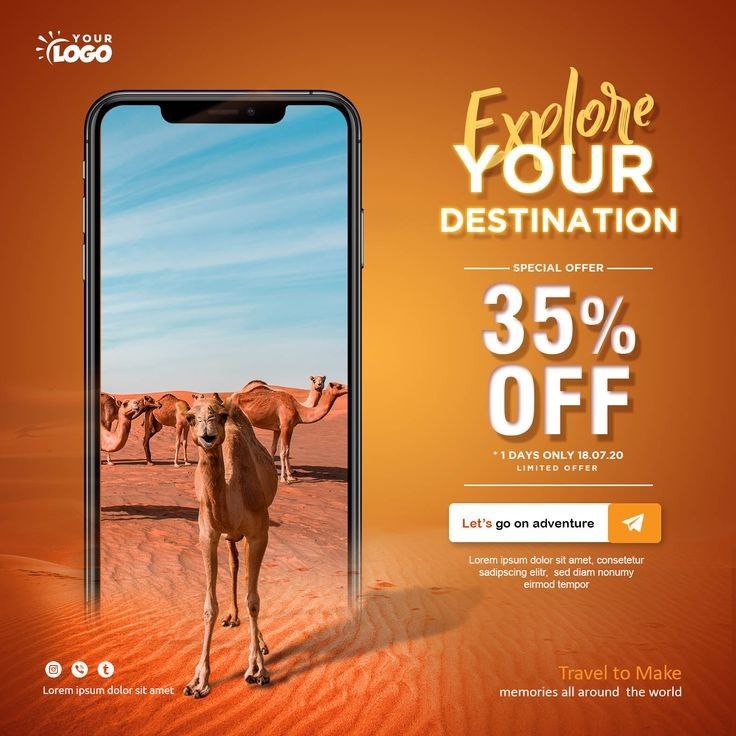 YOUR
LOGO
Explore
YOUR
DESTINATION
SPECIAL OFFER
35%
OFF
* 1 DAYS ONLY 18.07.20
LIMITED OFFER
Let's go on adventure
Lorem ipsum dolor sit amet, consetetur
sadipscing elitr,  sed diam nonumy
eirmod tempor
Lorem ipsum dolor sit amet
Travel to Make
memories all around  the world